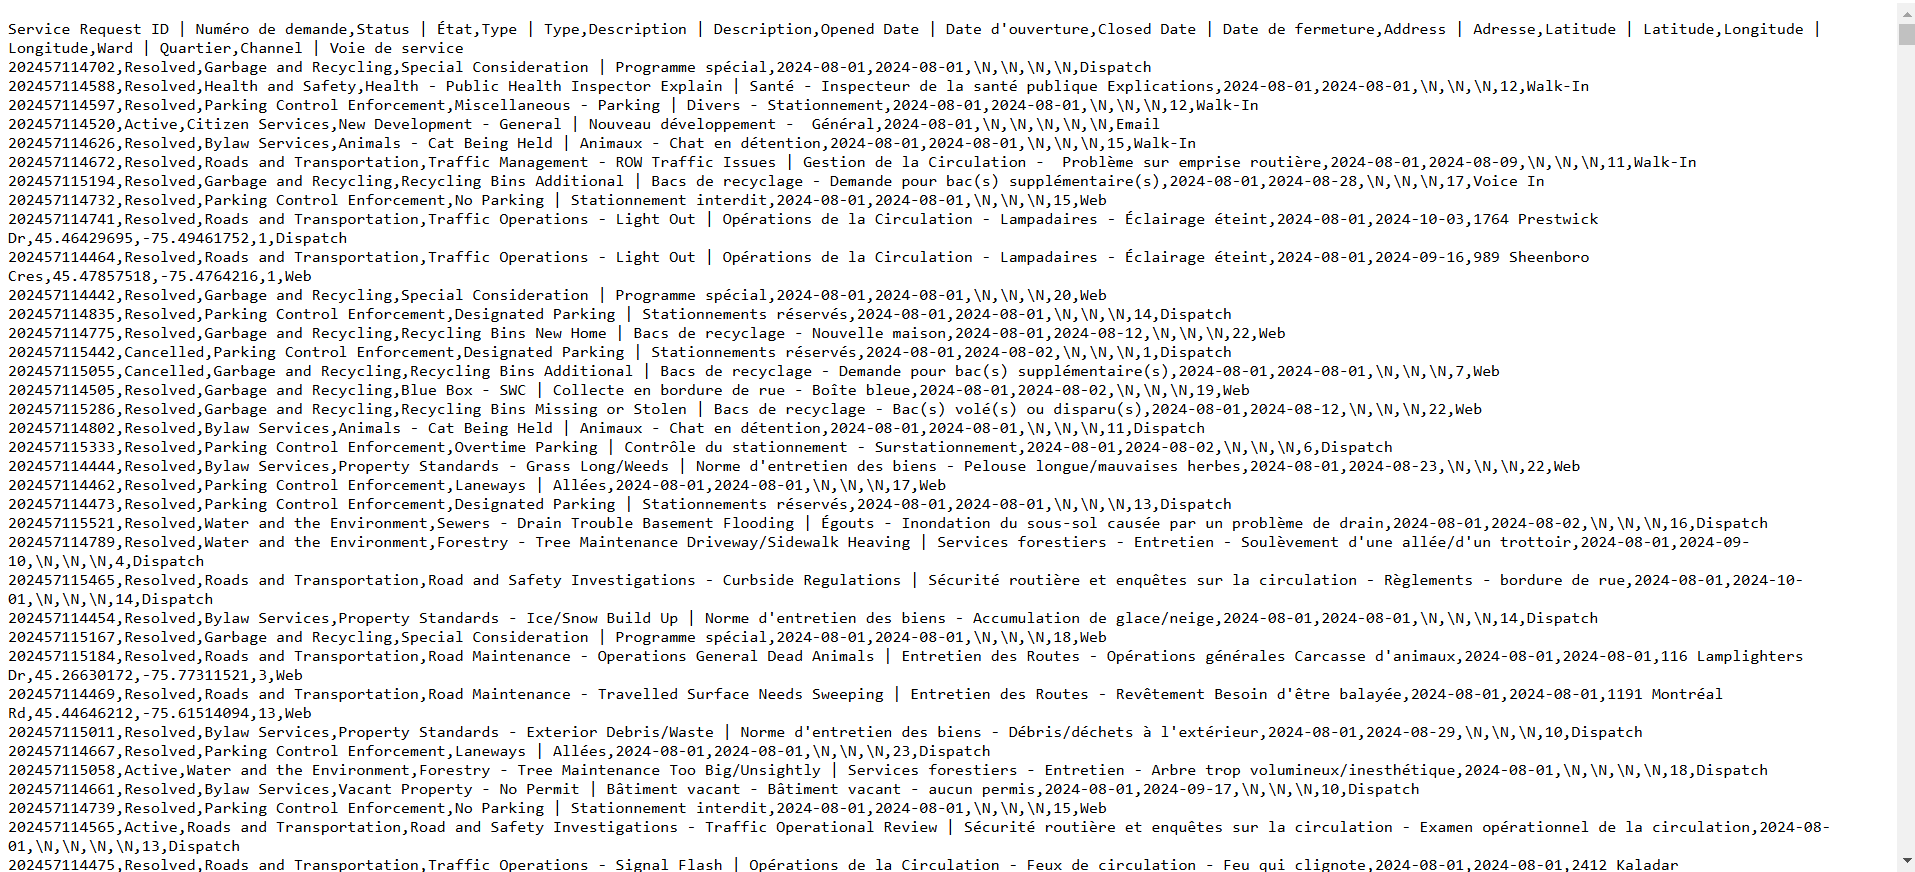 Service Request ID | Numéro de demande,Status | État,Type | Type,Description | Description,Opened Date | Date d'ouverture,Closed Date | Date de fermeture,Address | Adresse,Latitude | Latitude,Longitude |
Longitude,Ward | Quartier,Channel | Voie de service
202457114702,Resolved,Garbage and Recycling,Special Consideration | Programme spécial,2024-08-01,2024-08-01,\N,\N,\N,\N,Dispatch
202457114588,Resolved,Health and Safety,Health - Public Health Inspector Explain | Santé - Inspecteur de la santé publique Explications,2024-08-01,2024-08-01,\N,\N,\N,12,Walk-In
202457114597,Resolved,Parking Control Enforcement,Miscellaneous - Parking | Divers - Stationnement,2024-08-01,2024-08-01,\N,\N,\N,12,Walk-In
202457114520,Active,Citizen Services,New Development - General | Nouveau développement -  Général,2024-08-01,\N,\N,\N,\N,\N,Email
202457114626,Resolved,Bylaw Services,Animals - Cat Being Held | Animaux - Chat en détention,2024-08-01,2024-08-01,\N,\N,\N,15,Walk-In
202457114672,Resolved,Roads and Transportation,Traffic Management - ROW Traffic Issues | Gestion de la Circulation -  Problème sur emprise routière,2024-08-01,2024-08-09,\N,\N,\N,11,Walk-In
202457115194,Resolved,Garbage and Recycling,Recycling Bins Additional | Bacs de recyclage - Demande pour bac(s) supplémentaire(s),2024-08-01,2024-08-28,\N,\N,\N,17,Voice In
202457114732,Resolved,Parking Control Enforcement,No Parking | Stationnement interdit,2024-08-01,2024-08-01,\N,\N,\N,15,Web
202457114741,Resolved,Roads and Transportation,Traffic Operations - Light Out | Opérations de la Circulation - Lampadaires - Éclairage éteint,2024-08-01,2024-10-03,1764 Prestwick
Dr,45.46429695,-75.49461752,1,Dispatch
202457114464,Resolved,Roads and Transportation,Traffic Operations - Light Out | Opérations de la Circulation - Lampadaires - Éclairage éteint,2024-08-01,2024-09-16,989 Sheenboro
Cres,45.47857518,-75.4764216,1,Web
202457114442,Resolved,Garbage and Recycling,Special Consideration | Programme spécial,2024-08-01,2024-08-01,\N,\N,\N,20,Web
202457114835,Resolved,Parking Control Enforcement,Designated Parking | Stationnements réservés,2024-08-01,2024-08-01,\N,\N,\N,14,Dispatch
202457114775,Resolved,Garbage and Recycling,Recycling Bins New Home | Bacs de recyclage - Nouvelle maison,2024-08-01,2024-08-12,\N,\N,\N,22,Web
202457115442,Cancelled,Parking Control Enforcement,Designated Parking | Stationnements réservés,2024-08-01,2024-08-02,\N,\N,\N,1,Dispatch
202457115055,Cancelled,Garbage and Recycling,Recycling Bins Additional | Bacs de recyclage - Demande pour bac(s) supplémentaire(s),2024-08-01,2024-08-01,\N,\N,\N,7,Web
202457114505,Resolved,Garbage and Recycling,Blue Box - SWC | Collecte en bordure de rue - Boîte bleue,2024-08-01,2024-08-02,\N,\N,\N,19,Web
202457115286,Resolved,Garbage and Recycling,Recycling Bins Missing or Stolen | Bacs de recyclage - Bac(s) volé(s) ou disparu(s),2024-08-01,2024-08-12,\N,\N,\N,22,Web
202457114802,Resolved,Bylaw Services,Animals - Cat Being Held | Animaux - Chat en détention,2024-08-01,2024-08-01,\N,\N,\N,11,Dispatch
202457115333,Resolved,Parking Control Enforcement,Overtime Parking | Contrôle du stationnement - Surstationnement,2024-08-01,2024-08-02,\N,\N,\N,6,Dispatch
202457114444,Resolved,Bylaw Services,Property Standards - Grass Long/Weeds | Norme d'entretien des biens - Pelouse longue/mauvaises herbes,2024-08-01,2024-08-23,\N,\N,\N,22,Web
202457114462,Resolved,Parking Control Enforcement,Laneways | Allées,2024-08-01,2024-08-01,\N,\N,\N,17,Web
202457114473,Resolved,Parking Control Enforcement,Designated Parking | Stationnements réservés,2024-08-01,2024-08-01,\N,\N,\N,13,Dispatch
202457115521,Resolved,Water and the Environment,Sewers - Drain Trouble Basement Flooding | Égouts - Inondation du sous-sol causée par un problème de drain,2024-08-01,2024-08-02,\N,\N,\N,16,Dispatch
202457114789,Resolved,Water and the Environment,Forestry - Tree Maintenance Driveway/Sidewalk Heaving | Services forestiers - Entretien - Soulèvement d'une allée/d'un trottoir,2024-08-01,2024-09-
10,\N,\N,\N,4,Dispatch
202457115465,Resolved,Roads and Transportation,Road and Safety Investigations - Curbside Regulations | Sécurité routière et enquêtes sur la circulation - Règlements - bordure de rue,2024-08-01,2024-10-
01,\N,\N,\N,14,Dispatch
202457114454,Resolved,Bylaw Services,Property Standards - Ice/Snow Build Up | Norme d'entretien des biens - Accumulation de glace/neige,2024-08-01,2024-08-01,\N,\N,\N,14,Dispatch
202457115167,Resolved,Garbage and Recycling,Special Consideration | Programme spécial,2024-08-01,2024-08-01,\N,\N,\N,18,Web
202457115184,Resolved,Roads and Transportation,Road Maintenance - Operations General Dead Animals | Entretien des Routes - Opérations générales Carcasse d'animaux,2024-08-01,2024-08-01,116 Lamplighters
Dr,45.26630172,-75.77311521,3,Web
202457114469,Resolved,Roads and Transportation,Road Maintenance - Travelled Surface Needs Sweeping | Entretien des Routes - Revêtement Besoin d'être balayée,2024-08-01,2024-08-01,1191 Montréal
Rd,45.44646212,-75.61514094,13,Web
202457115011,Resolved,Bylaw Services,Property Standards - Exterior Debris/Waste | Norme d'entretien des biens - Débris/déchets à l'extérieur,2024-08-01,2024-08-29,\N,\N,\N,10,Dispatch
202457114667,Resolved,Parking Control Enforcement,Laneways | Allées,2024-08-01,2024-08-01,\N,\N,\N,23,Dispatch
202457115058,Active,Water and the Environment,Forestry - Tree Maintenance Too Big/Unsightly | Services forestiers - Entretien - Arbre trop volumineux/inesthétique,2024-08-01,\N,\N,\N,\N,18,Dispatch
202457114661,Resolved,Bylaw Services,Vacant Property - No Permit | Bâtiment vacant - Bâtiment vacant - aucun permis,2024-08-01,2024-09-17,\N,\N,\N,10,Dispatch
202457114739,Resolved,Parking Control Enforcement,No Parking | Stationnement interdit,2024-08-01,2024-08-01,\N,\N,\N,15,Web
202457114565,Active,Roads and Transportation,Road and Safety Investigations - Traffic Operational Review | Sécurité routière et enquêtes sur la circulation - Examen opérationnel de la circulation,2024-08-
01,\N,\N,\N,\N,13,Dispatch
202457114475,Resolved,Roads and Transportation,Traffic Operations - Signal Flash | Opérations de la Circulation - Feux de circulation - Feu qui clignote,2024-08-01,2024-08-01,2412 Kaladar